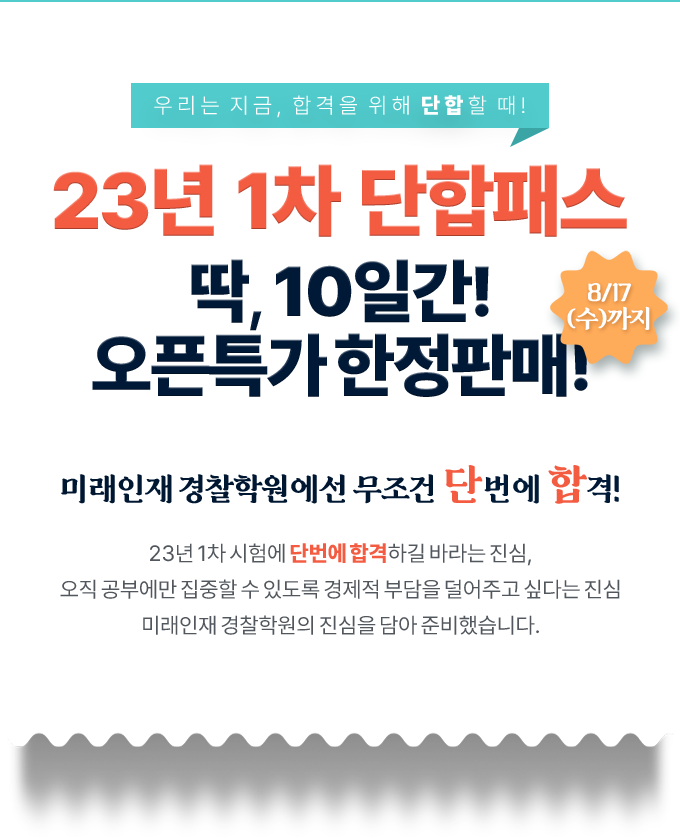 우리는 지금, 합격을 위해 단합할 때!
23년 1차 단합패스
딱, 10일간!
8/17
(수)까지
오픈특가 한정판매!
미래인재 경찰학원에선 무조건 단번에 합격!
23년 1차 시험에 단번에 합격하길 바라는 진심,
오직 공부에만 집중할 수 있도록 경제적 부담을 덜어주고 싶다는 진심
미래인재 경찰학원의 진심을 담아 준비했습니다.